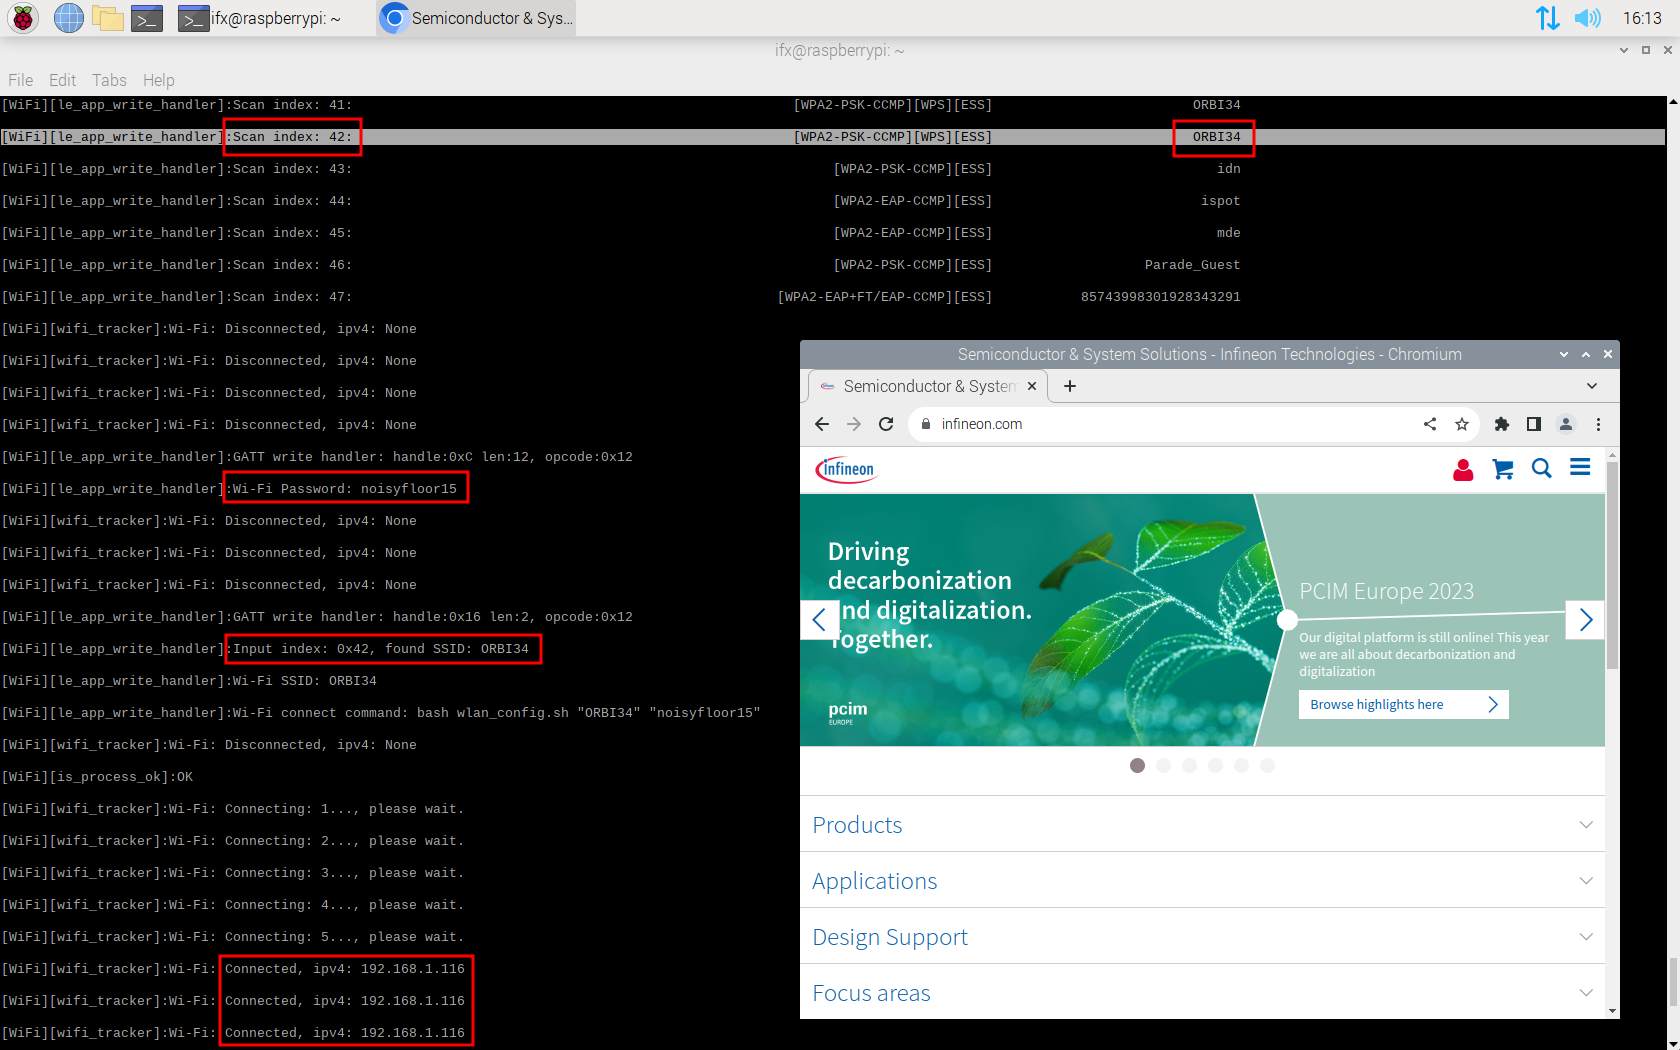 ifx@raspberrypi: ~
Semiconductor & Sys...
16:13
ifx@raspberrypi: ~
File Edit Tabs Help
[WiFi][le_app_write_handler]:Scan index: 41: [WPA2-PSK-CCMP][WPS][ESS] ORBI34
[WiFi][le_app_write_handler]:Scan index: 42: [WPA2-PSK-CCMP][WPS][ESS] ORBI34
[WiFi][le_app_write_handler]:Scan index: 43: [WPA2-PSK-CCMP][ESS] idn
[WiFi][le_app_write_handler]:Scan index: 44: [WPA2-EAP-CCMP][ESS] ispot
[WiFi][le_app_write_handler]:Scan index: 45: [WPA2-EAP-CCMP][ESS] mde
[WiFi][le_app_write_handler]:Scan index: 46: [WPA2-PSK-CCMP][ESS] Parade_Guest
[WiFi][le_app_write_handler]:Scan index: 47: [WPA2-EAP+FT/EAP-CCMP][ESS] 85743998301928343291
[WiFi][wifi_tracker]:Wi-Fi: Disconnected, ipv4: None
[WiFi][wifi_tracker]:Wi-Fi: Disconnected, ipv4: None
[WiFi][wifi_tracker]:Wi-Fi: Disconnected, ipv4: None
[WiFi][wifi_tracker]:Wi-Fi: Disconnected, ipv4: None
[WiFi][le_app_write_handler]:GATT write handler: handle:0xC len:12, opcode:0x12
[WiFi][le_app_write_handler]:Wi-Fi Password: noisyfloor15
[WiFi][wifi_tracker]:Wi-Fi: Disconnected, ipv4: None
[WiFi][wifi_tracker]:Wi-Fi: Disconnected, ipv4: None
[WiFi][wifi_tracker]:Wi-Fi: Disconnected, ipv4: None
[WiFi][le_app_write_handler]:GATT write handler: handle:0x16 len:2, opcode:0x12
[WiFi][le_app_write_handler]:Input index: 0x42, found SSID: ORBI34
[WiFi][le_app_write_handler]:Wi-Fi SSID: ORBI34
[WiFi][le_app_write_handler]:Wi-Fi connect command: bash wlan_config.sh "ORBI34" "noisyfloor15"
[WiFi][wifi_tracker]:Wi-Fi: Disconnected, ipv4: None
[WiFi][is_process_ok]:OK
[WiFi][wifi_tracker]:Wi-Fi: Connecting: 1..., please wait.
[WiFi][wifi_tracker]:Wi-Fi: Connecting: 2..., please wait.
[WiFi][wifi_tracker]:Wi-Fi: Connecting: 3..., please wait.
[WiFi][wifi_tracker]:Wi-Fi: Connecting: 4..., please wait.
[WiFi][wifi_tracker]:Wi-Fi: Connecting: 5..., please wait.
[WiFi][wifi_tracker]:Wi-Fi: Connected, ipv4: 192.168.1.116
[WiFi][wifi_tracker]:Wi-Fi: Connected, ipv4: 192.168.1.116
[WiFi][wifi_tracker]:Wi-Fi: Connected, ipv4: 192.168.1.116
Semiconductor & System Solutions - Infineon Technologies - Chromium
Semiconductor & System
infineon.com
infineon
Driving
decarbonization
and digitalization.
Together.
pcim
EUROPE
PCIM Europe 2023
Our digital platform is still online! This year
we are all about decarbonization and
digitalization
Browse highlights here
Products
Applications
Design Support
Focus areas